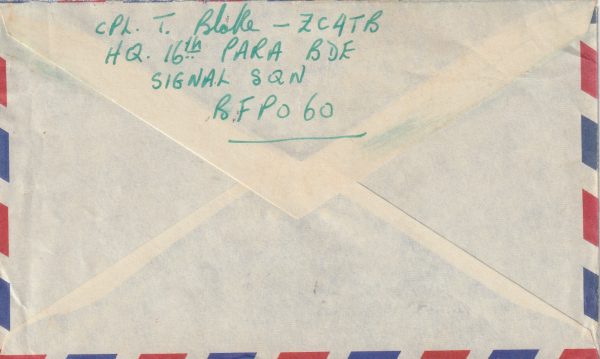 CPL. T. Blake - ZC4TB
HQ. 16th PARA BDE
SIGNAL SQN
B.F.P.O 60